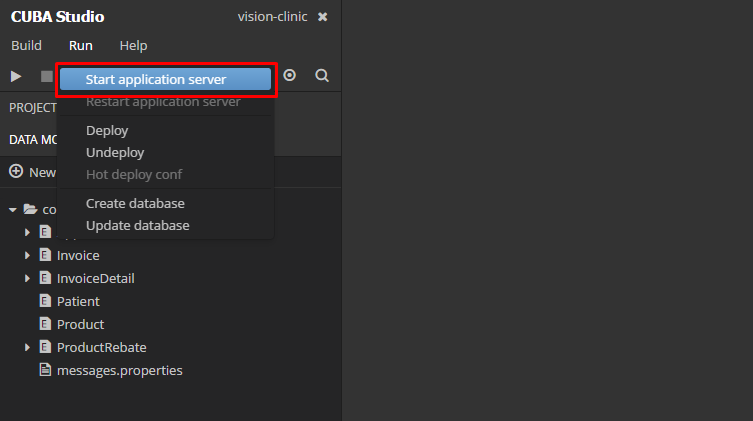 CUBA Studio vision-clinic
Build Run Help
Start application server
Restart application server
PROJECT
Deploy
DATA MO
Undeploy
New
Hot deploy conf
Create database
co
Update database
Invoice
InvoiceDetail
Patient
Product
ProductRebate
messages.properties